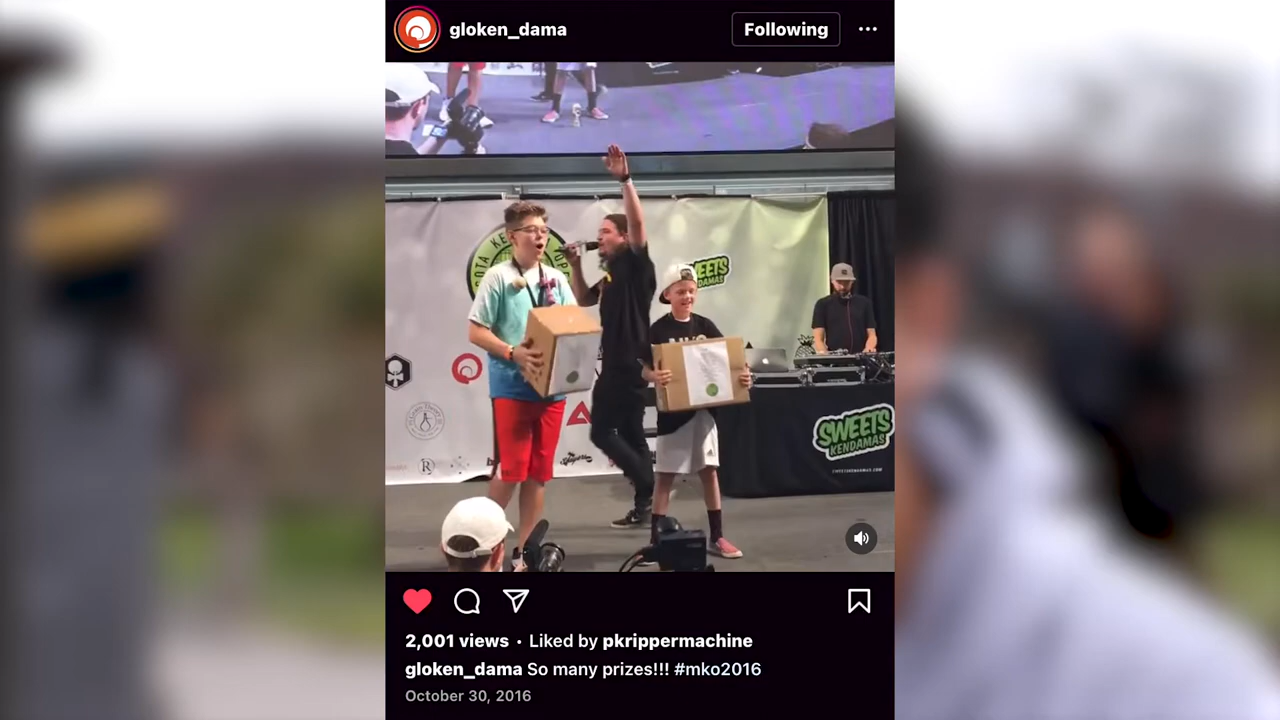 gloken_dama
Following
SWEETS
KENDAMAS
SWEETS
KENDAMAS
2,001 views • Liked by pkrippermachine
gloken_dama So many prizes!!! #mko2016
October 30, 2016